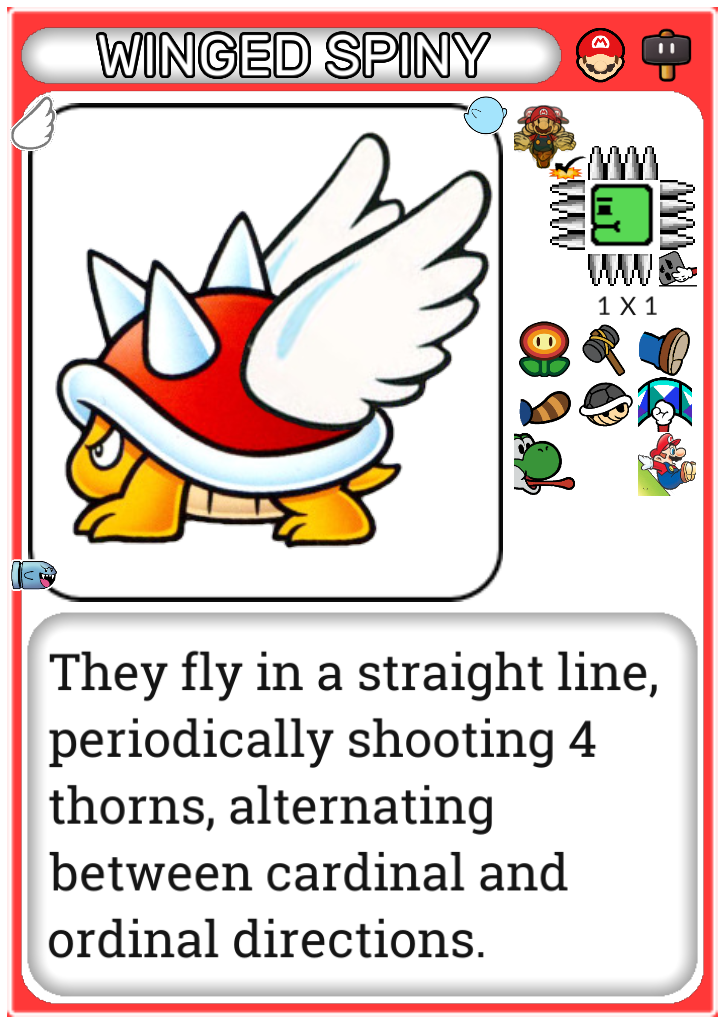 WINGED SPINY
1 X 1
They fly in a straight line,
periodically shooting 4
thorns, alternating
between cardinal and
ordinal directions.